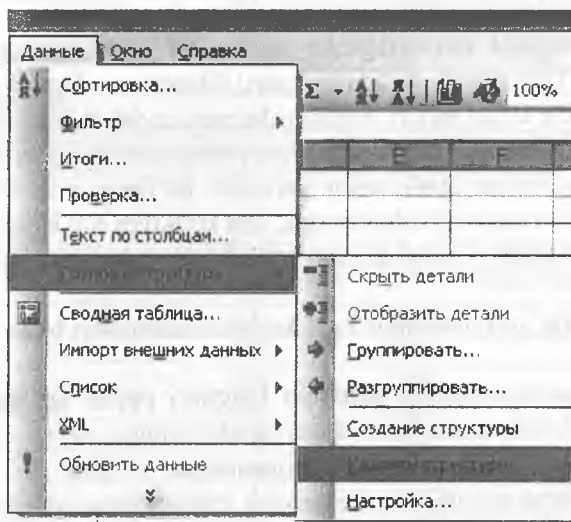 Данные Окно Справка
Сортировка...
Фильтр
Итоги...
Проверка...
Текст по столбцам...
Сводная таблица...
Импорт внешних данных
Список
XML
Обновить данные
Σ
100%
E F
Скрыть детали
Отобразить детали
Группировать...
Разгруппировать...
Создание структуры
Настройка...